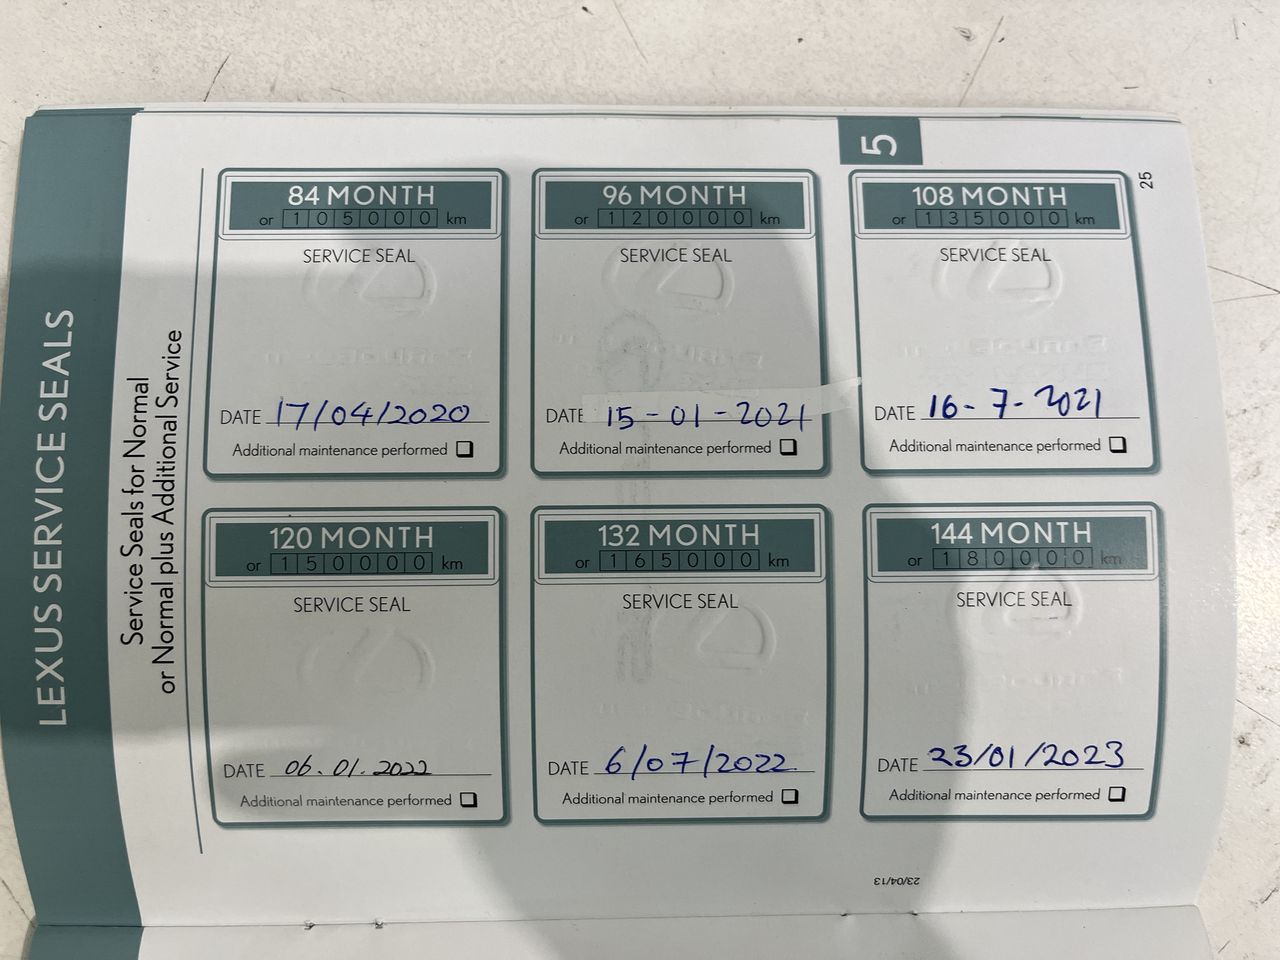 LEXUS SERVICE SEALS
Service Seals for Normal
or Normal plus Additional Service
5
25
84 MONTH
or 105000 km
SERVICE SEAL
DATE 17/04/2020
Additional maintenance performed
96 MONTH
or 120000 km
SERVICE SEAL
DATE 15-01-2021
Additional maintenance performed
108 MONTH
or 135000 km
SERVICE SEAL
DATE 16-7-2021
Additional maintenance performed
120 MONTH
or 150000 km
SERVICE SEAL
DATE 06.01.2022
Additional maintenance performed
132 MONTH
or 165000 km
SERVICE SEAL
DATE 6/07/2022
Additional maintenance performed
144 MONTH
or 180000 km
SERVICE SEAL
DATE 23/01/2023
Additional maintenance performed
23/04/13